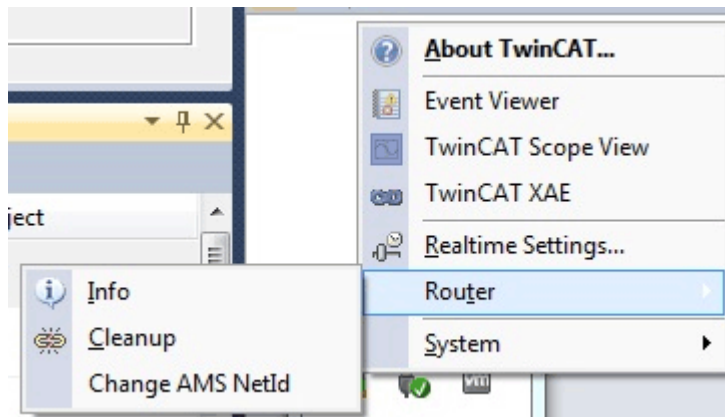 About TwinCAT...
Event Viewer
TwinCAT Scope View
TwinCAT XAE
ject
Realtime Settings...
Info
Router
Cleanup
System
Change AMS NetId
vm